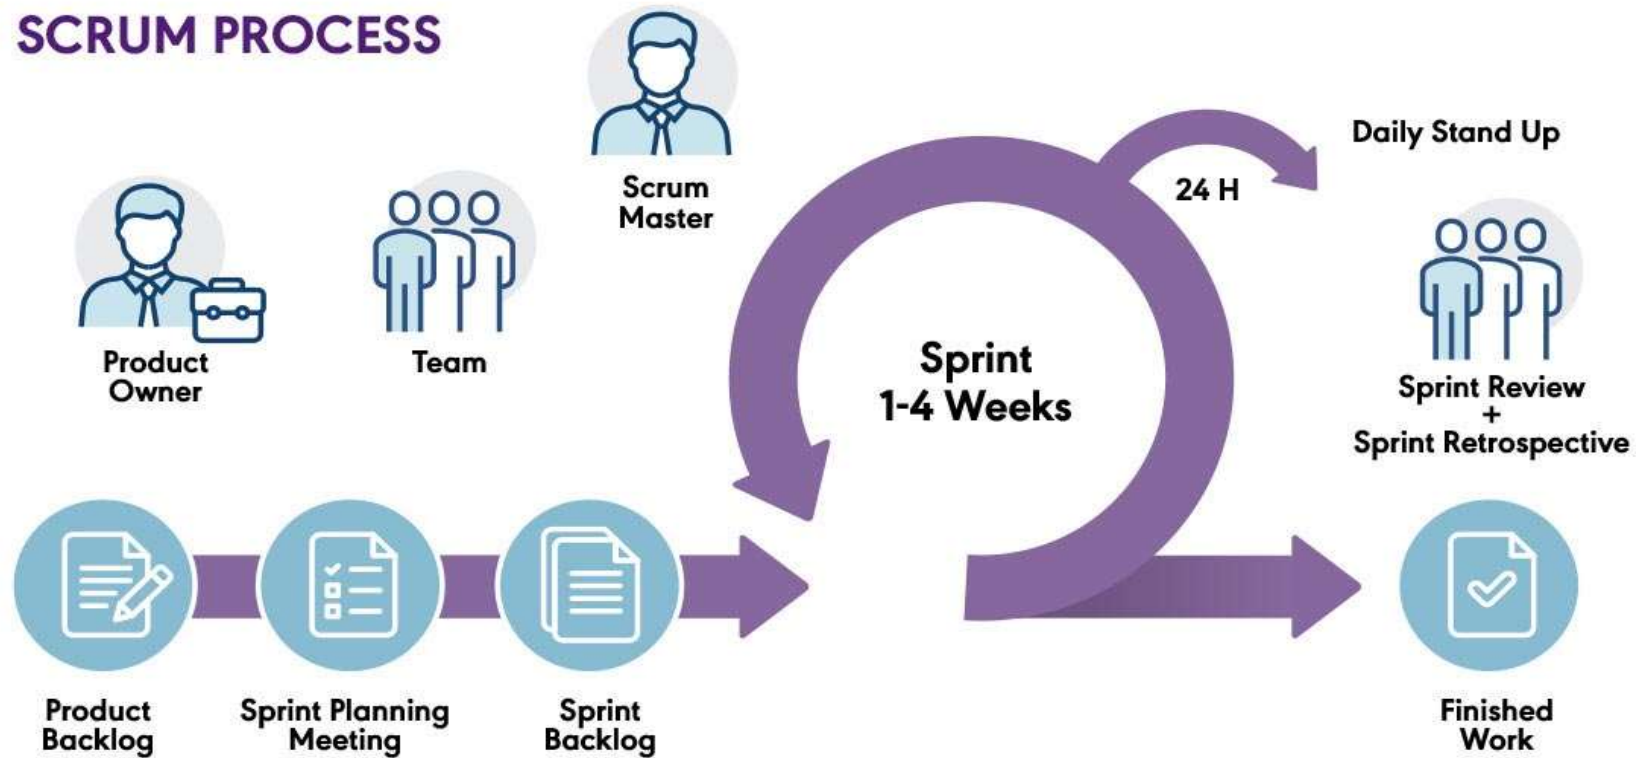 SCRUM PROCESS
Scrum
Master
Product
Owner
Team
Daily Stand Up
24 H
Sprint
1-4 Weeks
Sprint Review
+
Sprint Retrospective
Product
Backlog
Sprint Planning
Meeting
Sprint
Backlog
Finished
Work